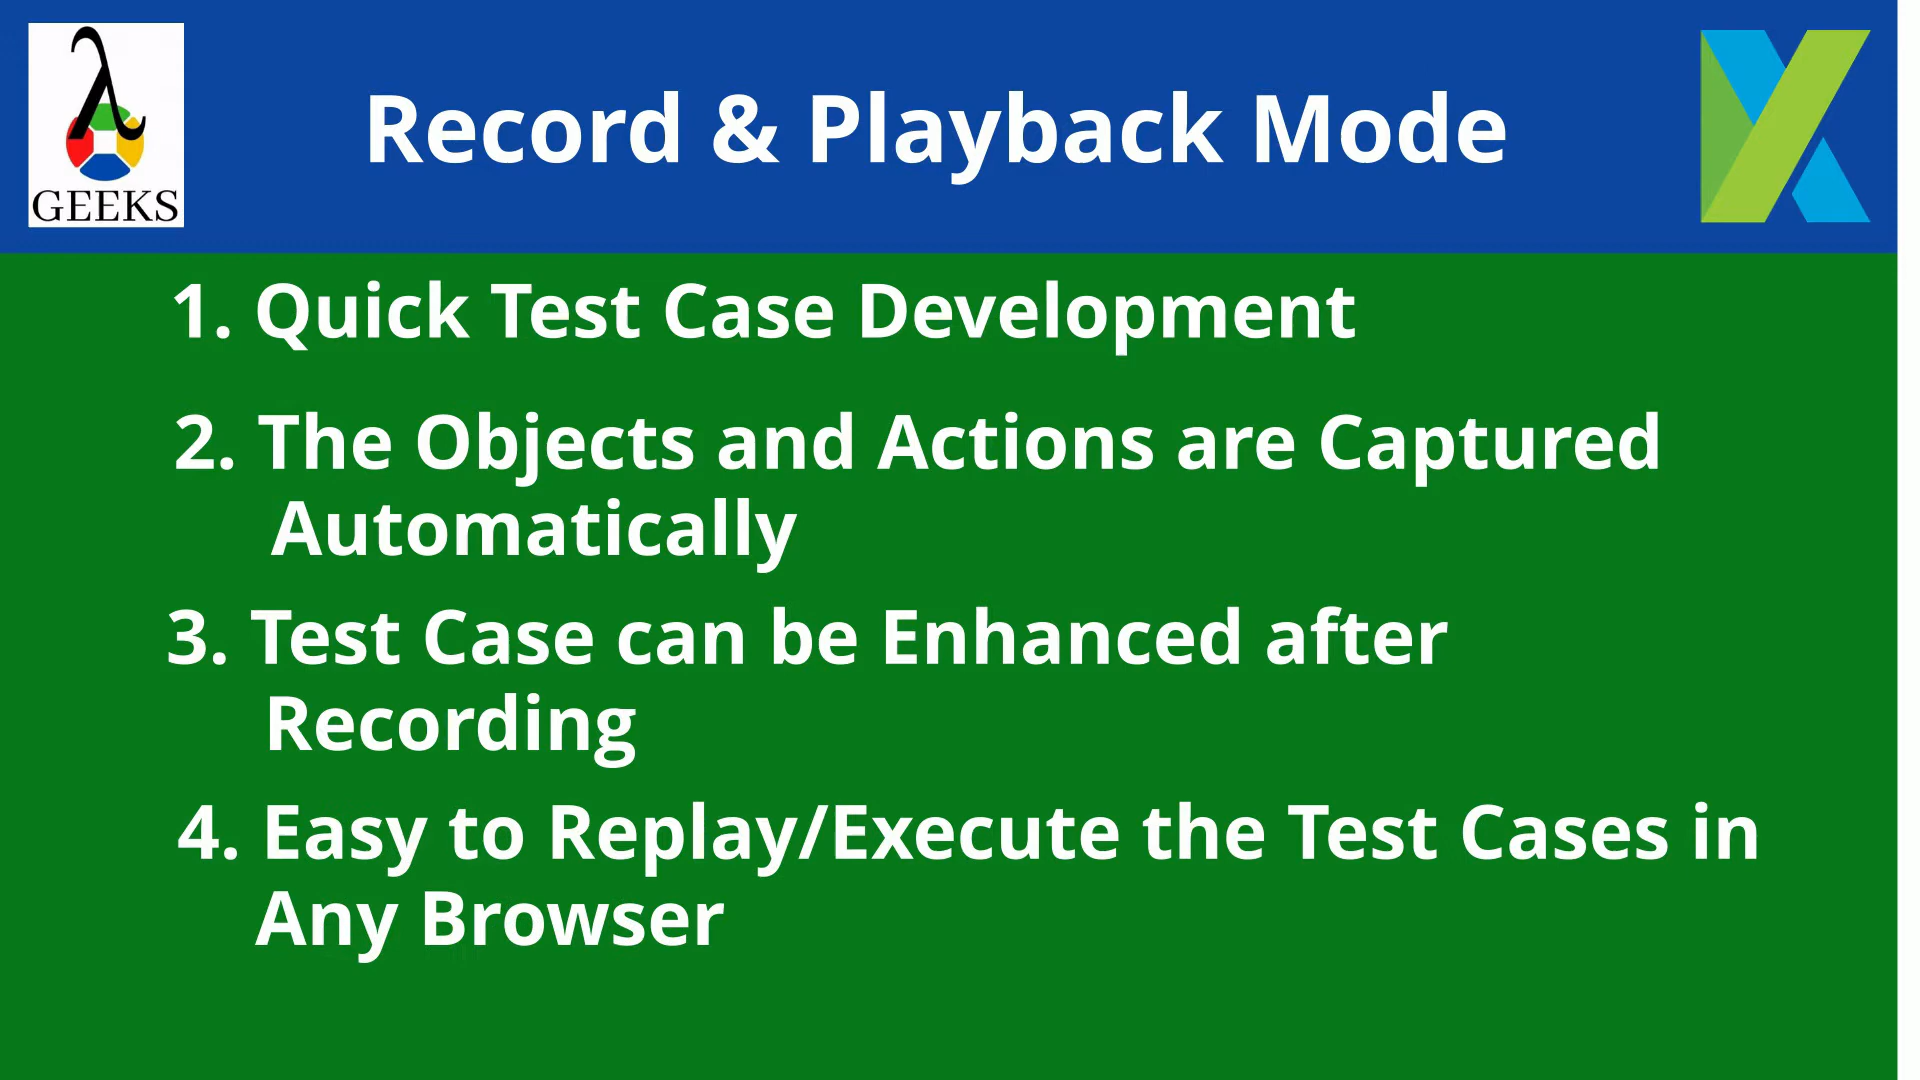 λ
GEEKS
Record & Playback Mode
1. Quick Test Case Development
2. The Objects and Actions are Captured
Automatically
3. Test Case can be Enhanced after
Recording
4. Easy to Replay/Execute the Test Cases in
Any Browser